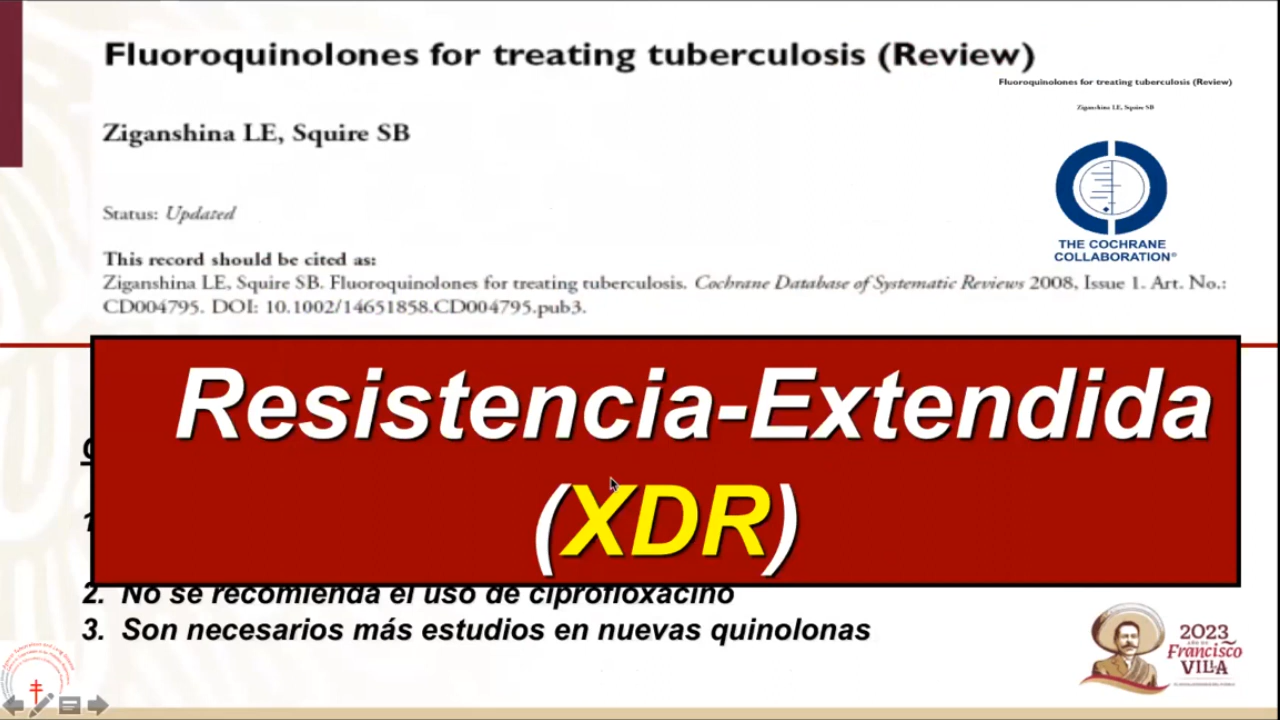 Fluoroquinolones for treating tuberculosis (Review)
Fluoroquinolones for treating tuberculosis (Review)
Ziganshina LE, Squire SB
Ziganshina LE, Squire SB
Status: Updated
THE COCHRANE
COLLABORATION®
This record should be cited as:
Ziganshina LE, Squire SB. Fluoroquinolones for treating tuberculosis. Cochrane Database of Systematic Reviews 2008, Issue 1. Art. No.:
CD004795. DOI: 10.1002/14651858.CD004795.pub3.
Resistencia-Extendida
(XDR)
2. No se recomienda el uso de ciprofloxacino
3. Son necesarios más estudios en nuevas quinolonas
2023
AÑO DE
Francisco
VILLA